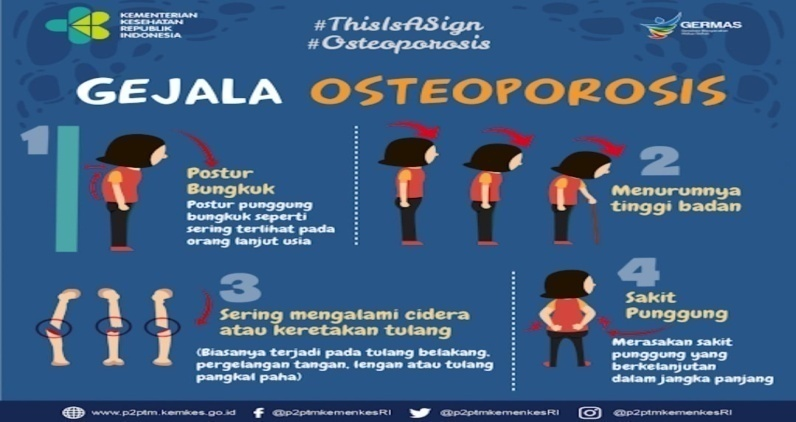 KEMENTERIAN
KESEHATAN
REPUBLIK
INDONESIA
#ThisIsASign
#Osteoporosis
GERMAS
GEJALA OSTEOPOROSIS
1
Postur
Bungkuk
Postur punggung
bungkuk seperti
sering terlihat pada
orang lanjut usia
2
Menurunnya
tinggi badan
3
Sering mengalami cidera
atau keretakan tulang
(Biasanya terjadi pada tulang belakang,
pergelangan tangan, lengan atau tulang
pangkal paha)
4
Sakit
Punggung
Merasakan sakit
punggung yang
berkelanjutan
dalam jangka panjang
www.p2ptm.kemkes.go.id
@p2ptmkemenkesRI
@p2ptmkemenkesRI
@p2ptmkemenkesRI